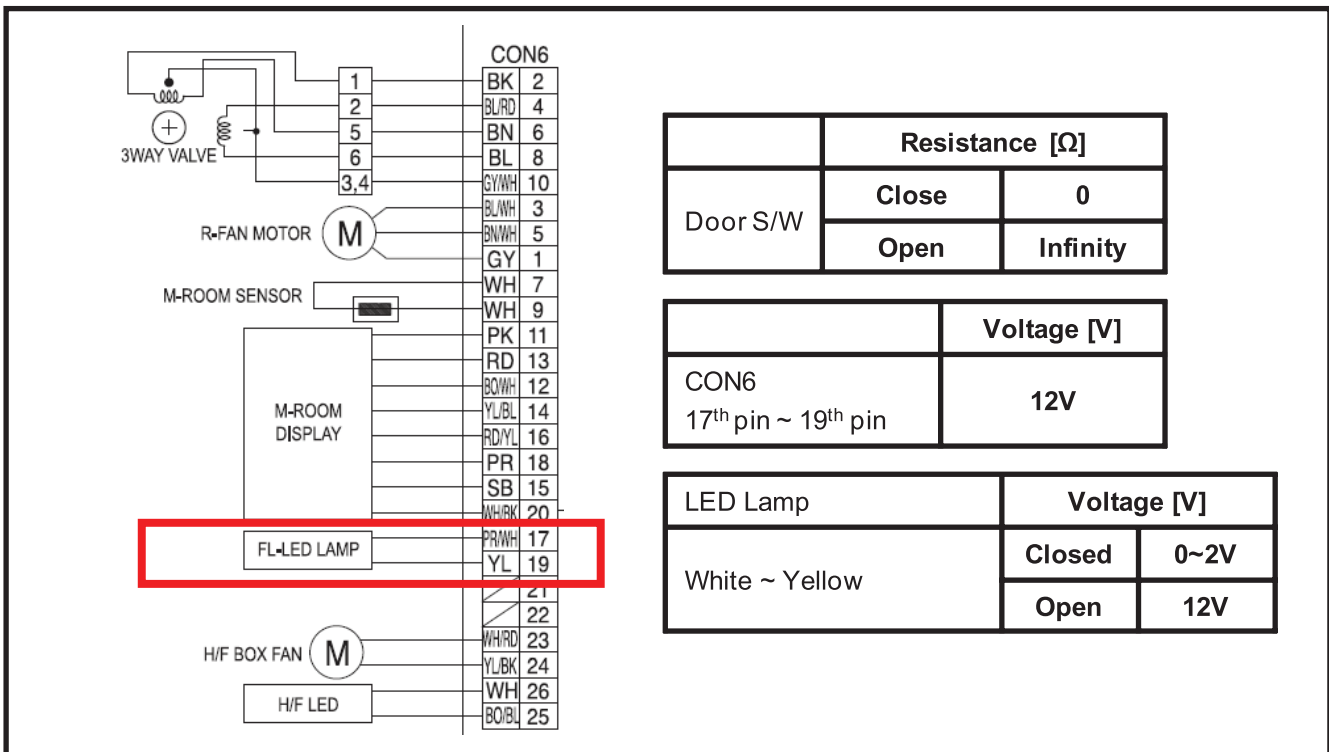 CON6
1 BK 2
2 BL/RD 4
5 BN 6
3WAY VALVE 6 BL 8
3,4 GY/WH 10
BL/WH 3
R-FAN MOTOR M BN/WH 5
GY 1
M-ROOM SENSOR WH 7
WH 9
PK 11
RD 13
BO/WH 12
M-ROOM YL/BL 14
DISPLAY RD/YL 16
PR 18
SB 15
WH/BK 20
FL-LED LAMP PR/WH 17
YL 19
21
22
H/F BOX FAN M WH/RD 23
YL/BK 24
H/F LED WH 26
BO/BL 25
Resistance [Ω]
Door S/W Close 0
Open Infinity
Voltage [V]
CON6
17th pin ~ 19th pin 12V
LED Lamp Voltage [V]
White ~ Yellow Closed 0~2V
Open 12V